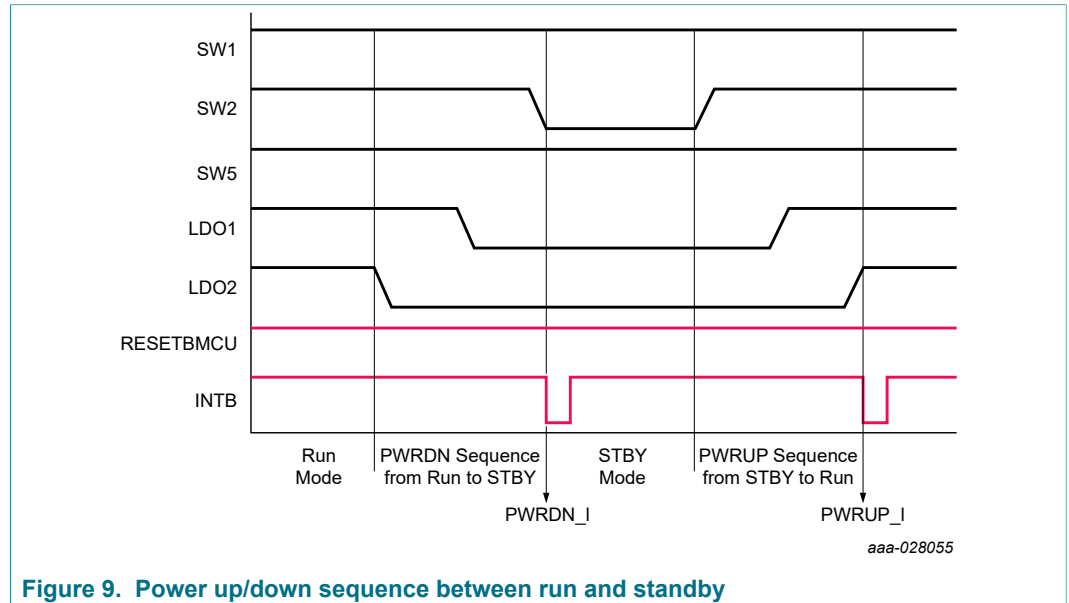 SW1
SW2
SW5
LDO1
LDO2
RESETBMCU
INTB
Run
Mode
PWRDN Sequence
from Run to STBY
STBY
Mode
PWRUP Sequence
from STBY to Run
PWRDN_I
PWRUP_I
aaa-028055
Figure 9. Power up/down sequence between run and standby